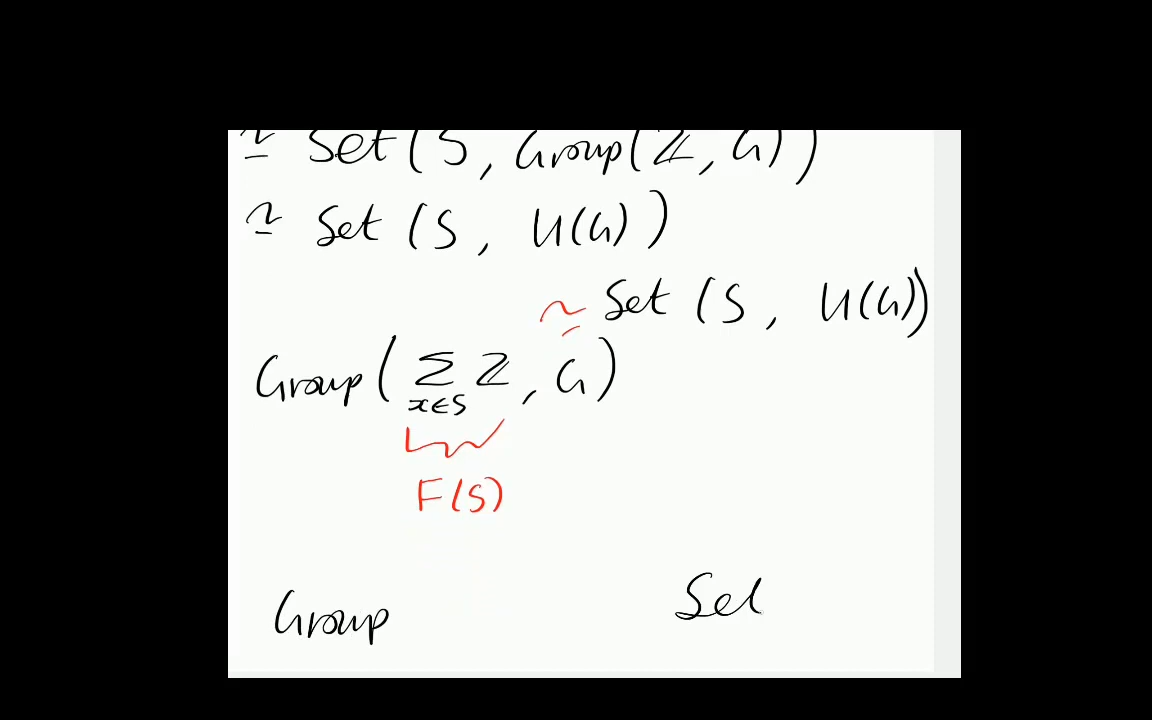 ≃ Set(S, Group(ℤ, G))
≃ Set (S, U(G))
≃ Set (S, U(G))
Group( Σ ℤ, G)
x∈S
F(S)
Group Set